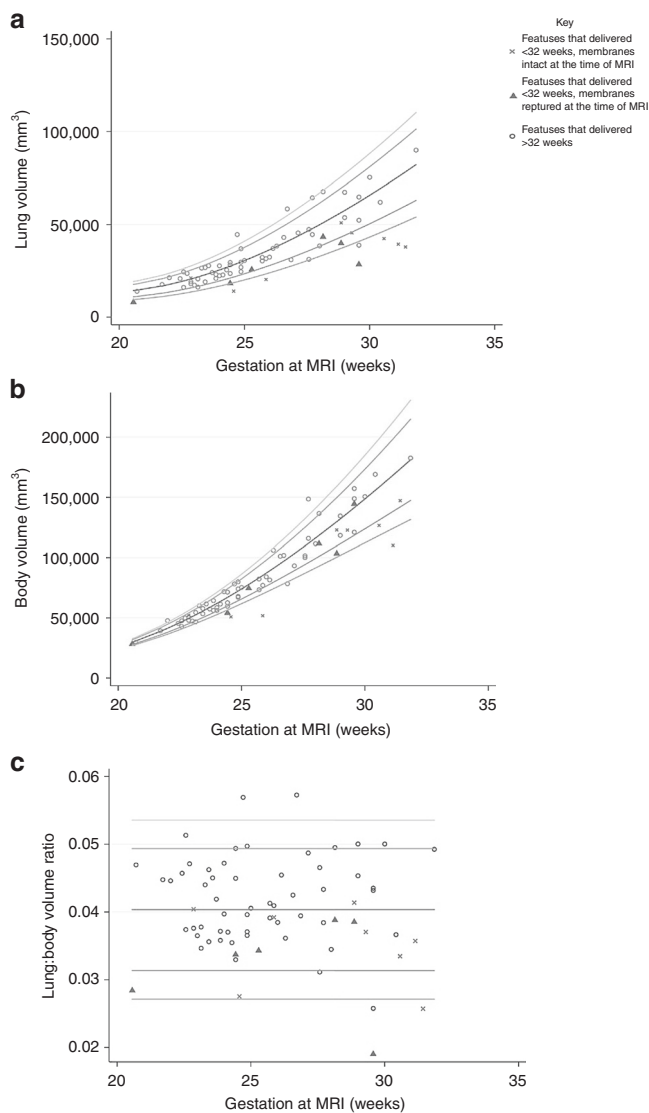 a
150,000
100,000
50,000
0
Lung volume (mm³)
20 25 30 35
Gestation at MRI (weeks)
Key
Featuses that delivered
<32 weeks, membranes
intact at the time of MRI
Featuses that delivered
<32 weeks, membranes
reptured at the time of MRI
Featuses that delivered
>32 weeks
b
200,000
150,000
100,000
50,000
0
Body volume (mm³)
20 25 30 35
Gestation at MRI (weeks)
c
0.06
0.05
0.04
0.03
0.02
Lung:body volume ratio
20 25 30 35
Gestation at MRI (weeks)